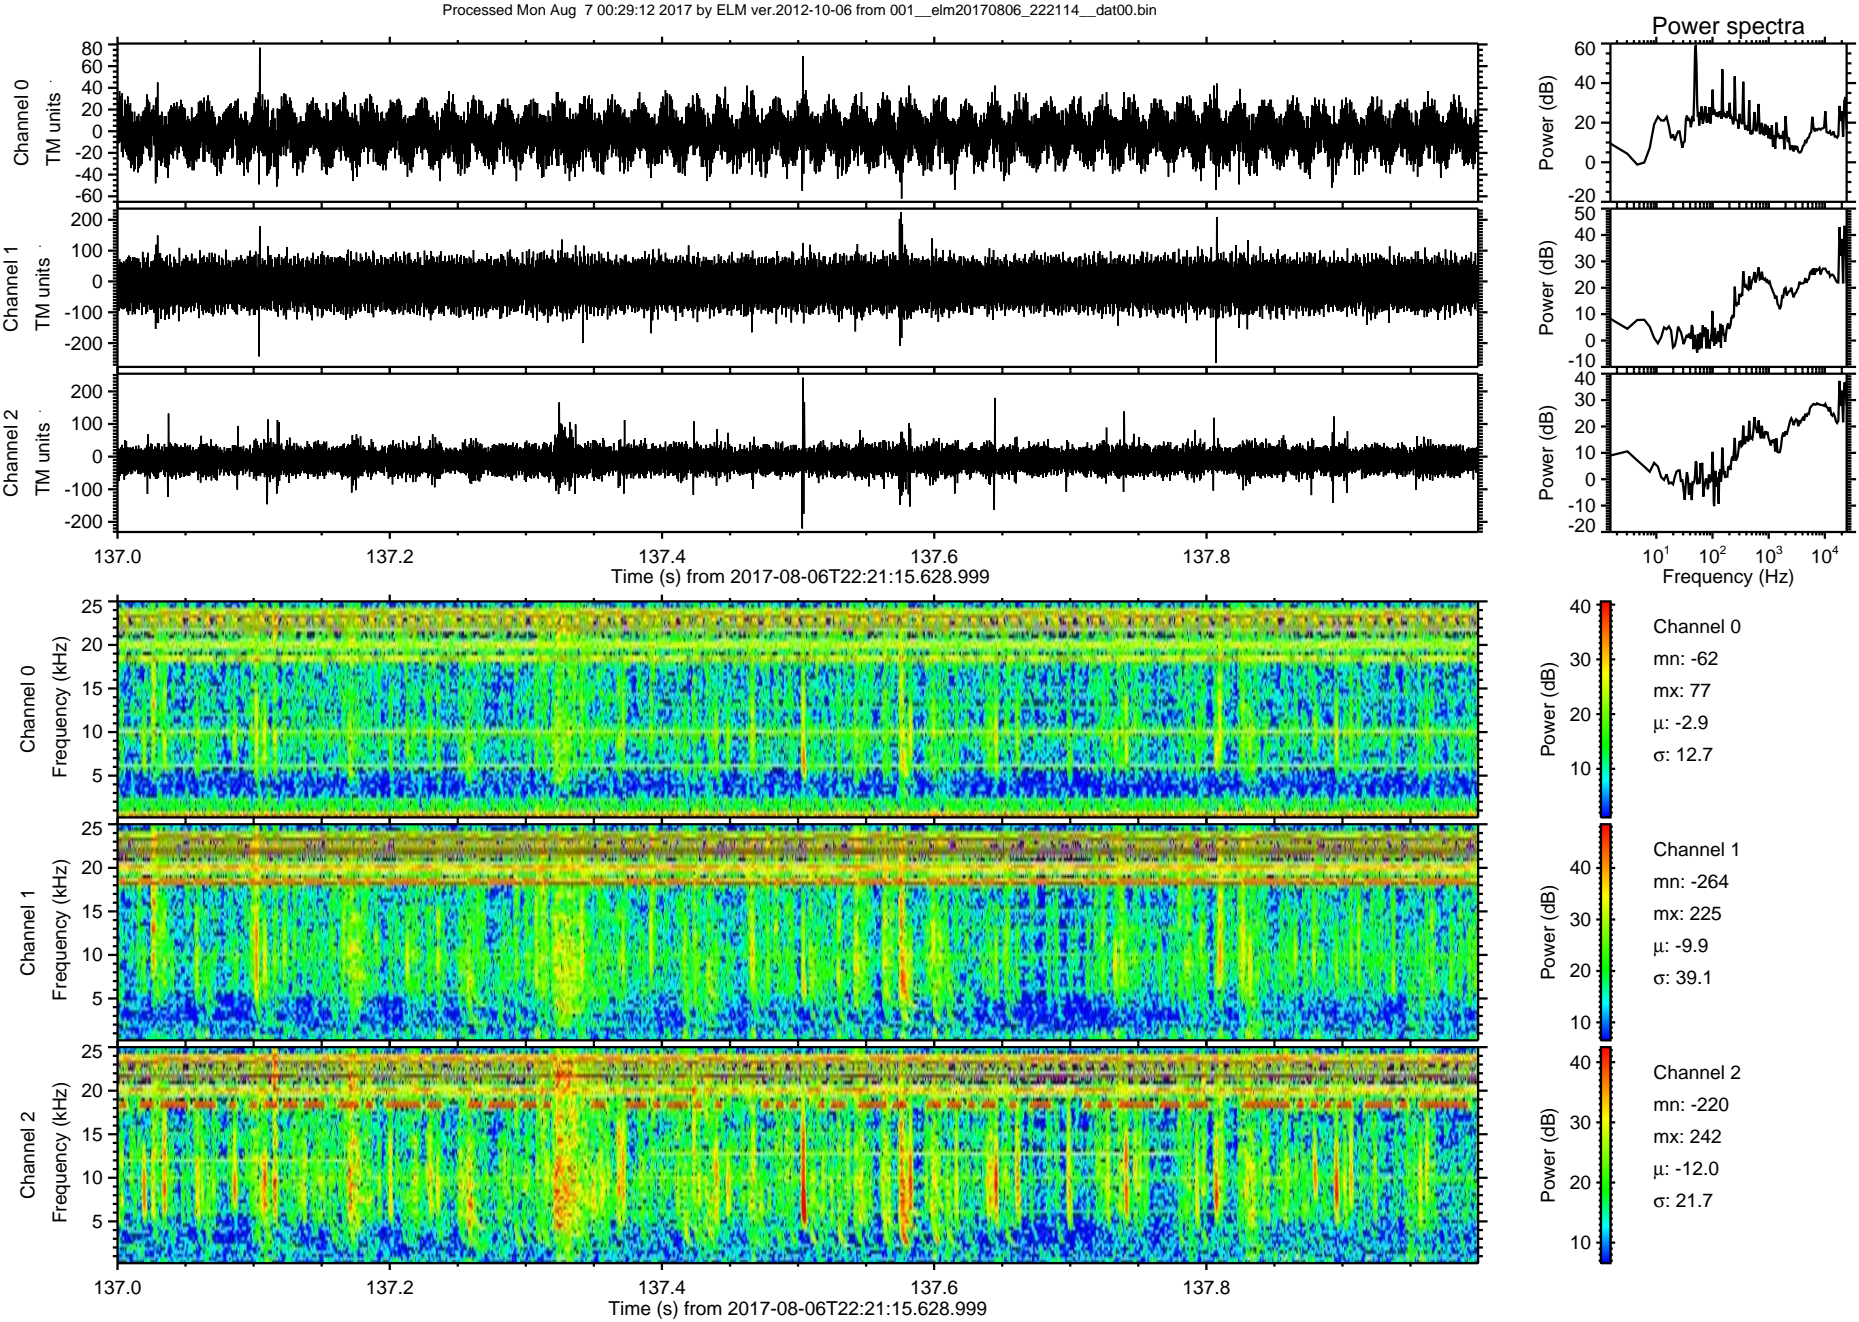 Processed Mon Aug  7 00:29:12 2017 by ELM ver.2012-10-06 from 001__elm20170806_222114__dat00.bin
Power spectra
Channel 0
TM units
80
60
40
20
0
-20
-40
-60
Power (dB)
60
40
20
0
-20
Channel 1
TM units
200
100
0
-100
-200
Power (dB)
50
40
30
20
10
0
-10
Channel 2
TM units
200
100
0
-100
-200
Power (dB)
40
30
20
10
0
-10
-20
137.0 137.2 137.4 137.6 137.8
Time (s) from 2017-08-06T22:21:15.628.999
10^1 10^2 10^3 10^4
Frequency (Hz)
Channel 0
Frequency (kHz)
25
20
15
10
5
Power (dB)
40
30
20
10
Channel 0
mn: -62
mx: 77
μ: -2.9
σ: 12.7
Channel 1
Frequency (kHz)
25
20
15
10
5
Power (dB)
40
30
20
10
Channel 1
mn: -264
mx: 225
μ: -9.9
σ: 39.1
Channel 2
Frequency (kHz)
25
20
15
10
5
Power (dB)
40
30
20
10
Channel 2
mn: -220
mx: 242
μ: -12.0
σ: 21.7
137.0 137.2 137.4 137.6 137.8
Time (s) from 2017-08-06T22:21:15.628.999